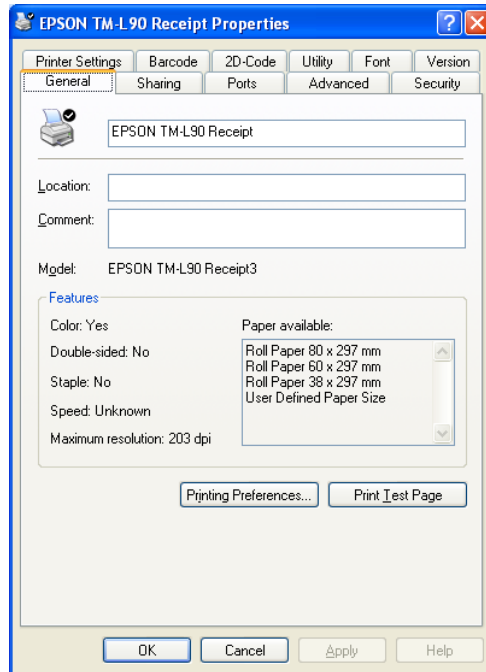 EPSON TM-L90 Receipt Properties
Printer Settings Barcode 2D-Code Utility Font Version
General Sharing Ports Advanced Security
EPSON TM-L90 Receipt
Location:
Comment:
Model: EPSON TM-L90 Receipt3
Features
Color: Yes Paper available:
Double-sided: No Roll Paper 80 x 297 mm
Roll Paper 60 x 297 mm
Staple: No Roll Paper 38 x 297 mm
User Defined Paper Size
Speed: Unknown
Maximum resolution: 203 dpi
Printing Preferences... Print Test Page
OK Cancel Apply Help